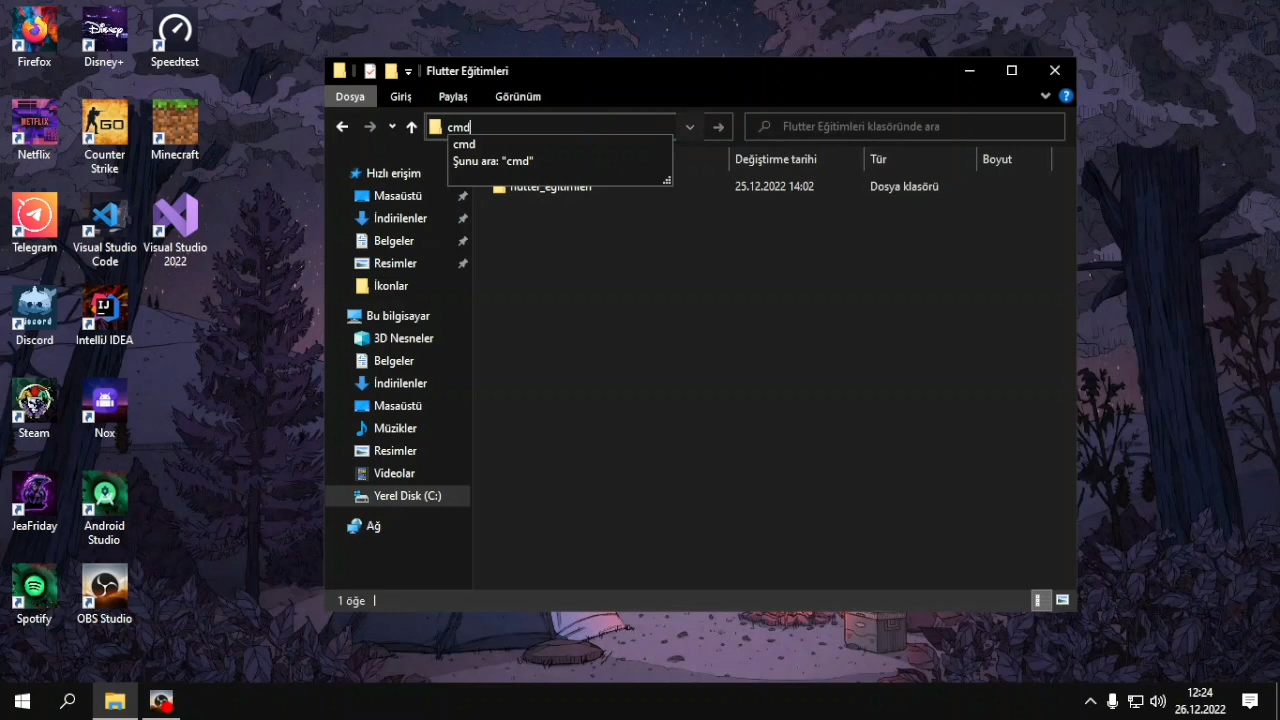 Firefox
Disney+
Speedtest
Netflix
Counter Strike
Minecraft
Telegram
Visual Studio Code
Visual Studio 2022
Discord
IntelliJ IDEA
Steam
Nox
JeaFriday
Android Studio
Spotify
OBS Studio
Flutter Eğitimleri
Dosya
Giriş
Paylaş
Görünüm
cmd
Flutter Eğitimleri klasöründe ara
cmd
Şunu ara: "cmd"
Değiştirme tarihi
Tür
Boyut
flutter_egitimleri
25.12.2022 14:02
Dosya klasörü
Hızlı erişim
Masaüstü
İndirilenler
Belgeler
Resimler
İkonlar
Bu bilgisayar
3D Nesneler
Belgeler
İndirilenler
Masaüstü
Müzikler
Resimler
Videolar
Yerel Disk (C:)
Ağ
1 öğe
12:24
26.12.2022